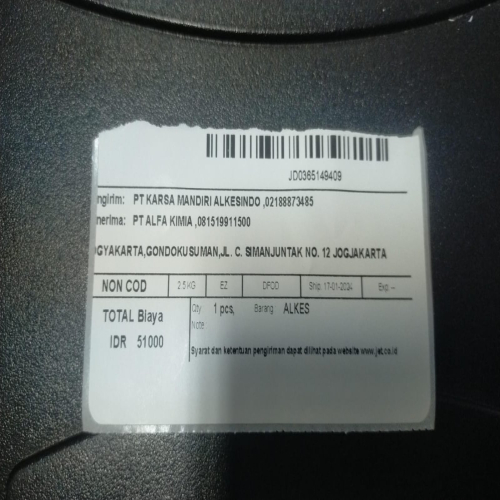 JD0365149409
ngirim: PT KARSA MANDIRI ALKESINDO ,02188873485
nerima: PT ALFA KIMIA ,081519911500
OGYAKARTA,GONDOKUSUMAN,JL. C. SIMANJUNTAK NO. 12 JOGJAKARTA
NON COD 2.5 KG EZ DFOD Ship: 17-01-2024 Exp: --
TOTAL Biaya Qty: 1 pcs, Barang: ALKES
Note:
IDR 51000
Syarat dan ketentuan pengiriman dapat dilihat pada website www.jet.co.id